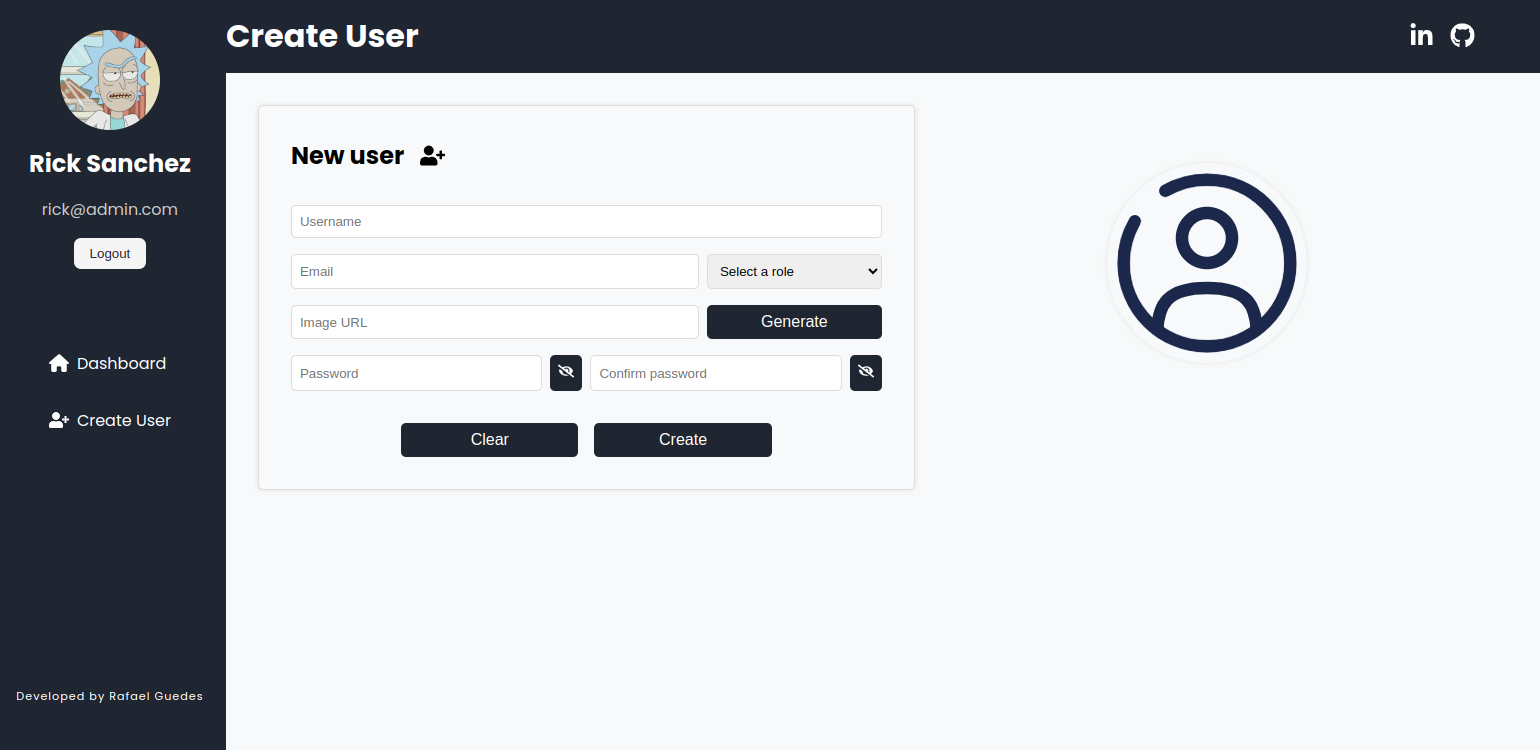 Rick Sanchez
rick@admin.com
Logout
Dashboard
Create User
Developed by Rafael Guedes
Create User
in
New user
Username
Email
Select a role
Image URL
Generate
Password
Confirm password
Clear
Create